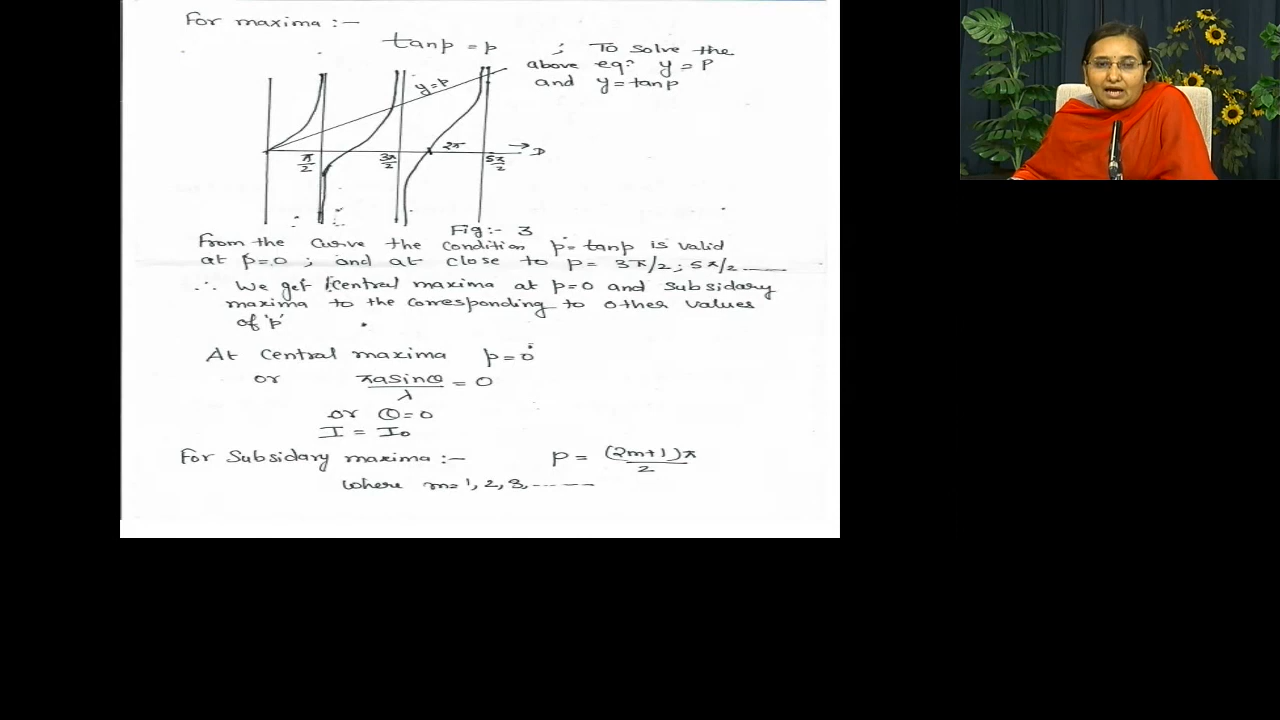 For maxima :-
tanp = p ; To solve the
above eqn y = p
and y = tanp
y = p
π/2 3π/2 2π 5π/2 → p
Fig:- 3
From the curve the condition p = tanp is valid
at p=0 ; and at close to p = 3π/2 ; 5π/2 ------
∴ We get central maxima at p=0 and subsidary
maxima to the corresponding to other values
of 'p'
At central maxima p = 0
or πasinθ/λ = 0
or θ = 0
I = I₀
For Subsidary maxima :- p = (2m+1)π/2
where m=1, 2, 3, ------